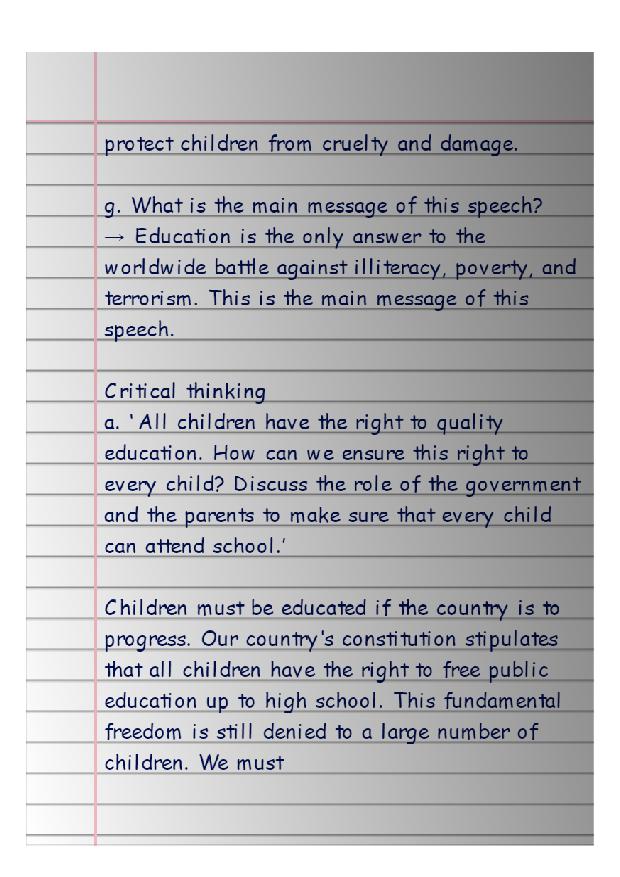 protect children from cruelty and damage.
g. What is the main message of this speech?
→ Education is the only answer to the
worldwide battle against illiteracy, poverty, and
terrorism. This is the main message of this
speech.
Critical thinking
a. 'All children have the right to quality
education. How can we ensure this right to
every child? Discuss the role of the government
and the parents to make sure that every child
can attend school.'
Children must be educated if the country is to
progress. Our country's constitution stipulates
that all children have the right to free public
education up to high school. This fundamental
freedom is still denied to a large number of
children. We must